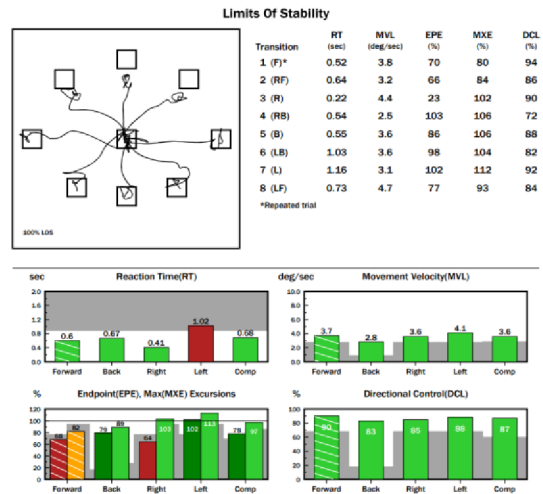 Limits Of Stability
RT MVL EPE MXE DCL
Transition (sec) (deg/sec) (%) (%) (%)
1 (F)* 0.52 3.8 70 80 94
2 (RF) 0.64 3.2 66 84 86
3 (R) 0.22 4.4 23 102 90
4 (RB) 0.54 2.5 103 106 72
5 (B) 0.55 3.6 86 106 88
6 (LB) 1.03 3.6 98 104 82
7 (L) 1.16 3.1 102 112 92
8 (LF) 0.73 4.7 77 93 84
*Repeated trial
100% LOS
sec Reaction Time(RT)
2.0
1.6
1.2
0.8
0.4
0.0
0.6 0.67 0.41 1.02 0.68
Forward Back Right Left Comp
deg/sec Movement Velocity(MVL)
10.0
8.0
6.0
4.0
2.0
0.0
3.7 2.8 3.6 4.1 3.6
Forward Back Right Left Comp
% Endpoint(EPE), Max(MXE) Excursions
120
100
80
60
40
20
0
68 82 79 89 64 103 102 113 78 97
Forward Back Right Left Comp
% Directional Control(DCL)
100
80
60
40
20
0
90 83 85 88 87
Forward Back Right Left Comp